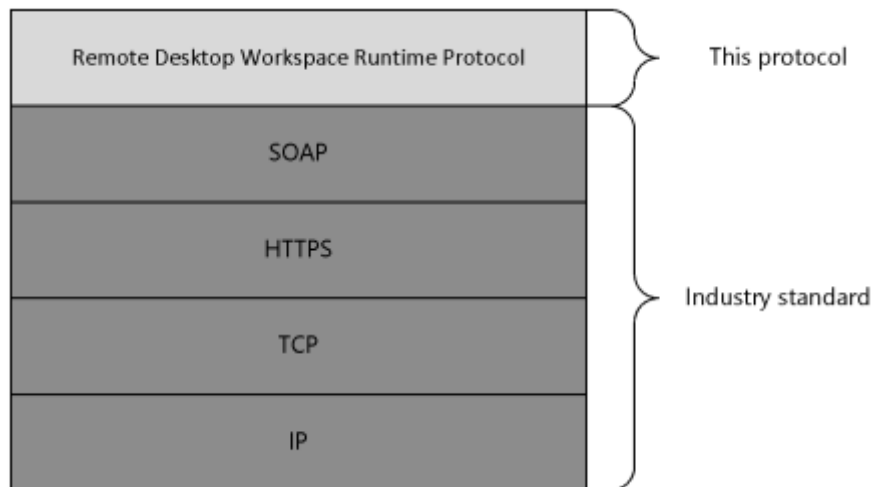 Remote Desktop Workspace Runtime Protocol
This protocol
SOAP
HTTPS
Industry standard
TCP
IP